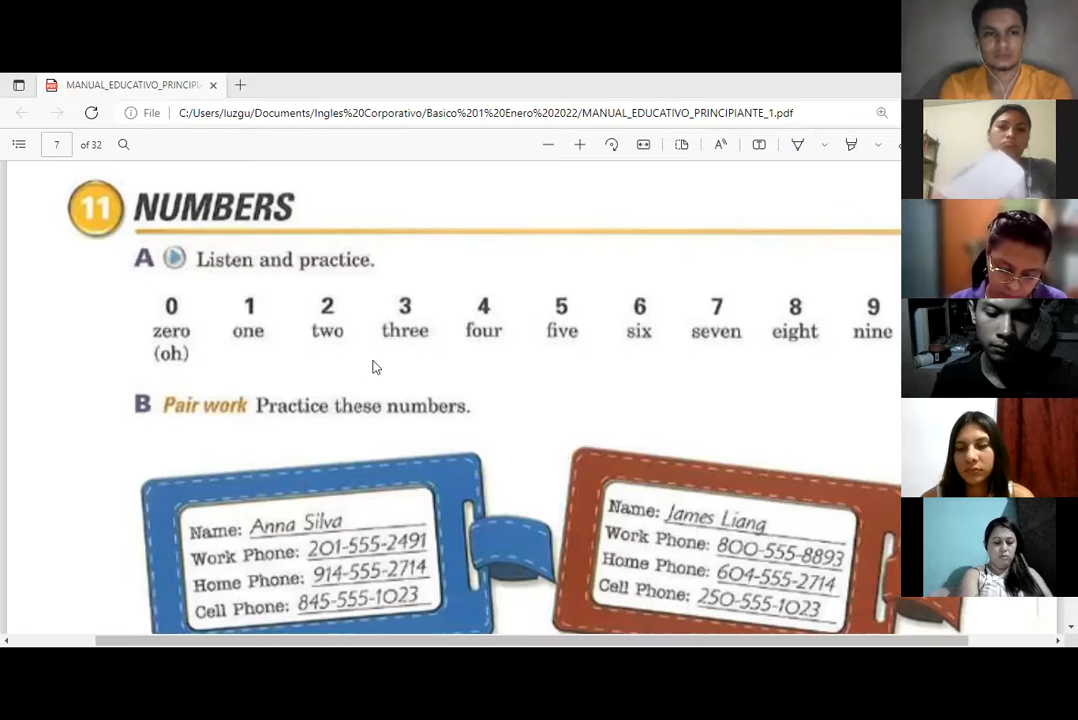 MANUAL_EDUCATIVO_PRINCIPI
File C:/Users/luzgu/Documents/Ingles%20Corporativo/Basico%201%20Enero%202022/MANUAL_EDUCATIVO_PRINCIPIANTE_1.pdf
7 of 32
11 NUMBERS
A Listen and practice.
0 1 2 3 4 5 6 7 8 9
zero one two three four five six seven eight nine
(oh)
B Pair work Practice these numbers.
Name: Anna Silva
Work Phone: 201-555-2491
Home Phone: 914-555-2714
Cell Phone: 845-555-1023
Name: James Liang
Work Phone: 800-555-8893
Home Phone: 604-555-2714
Cell Phone: 250-555-1023